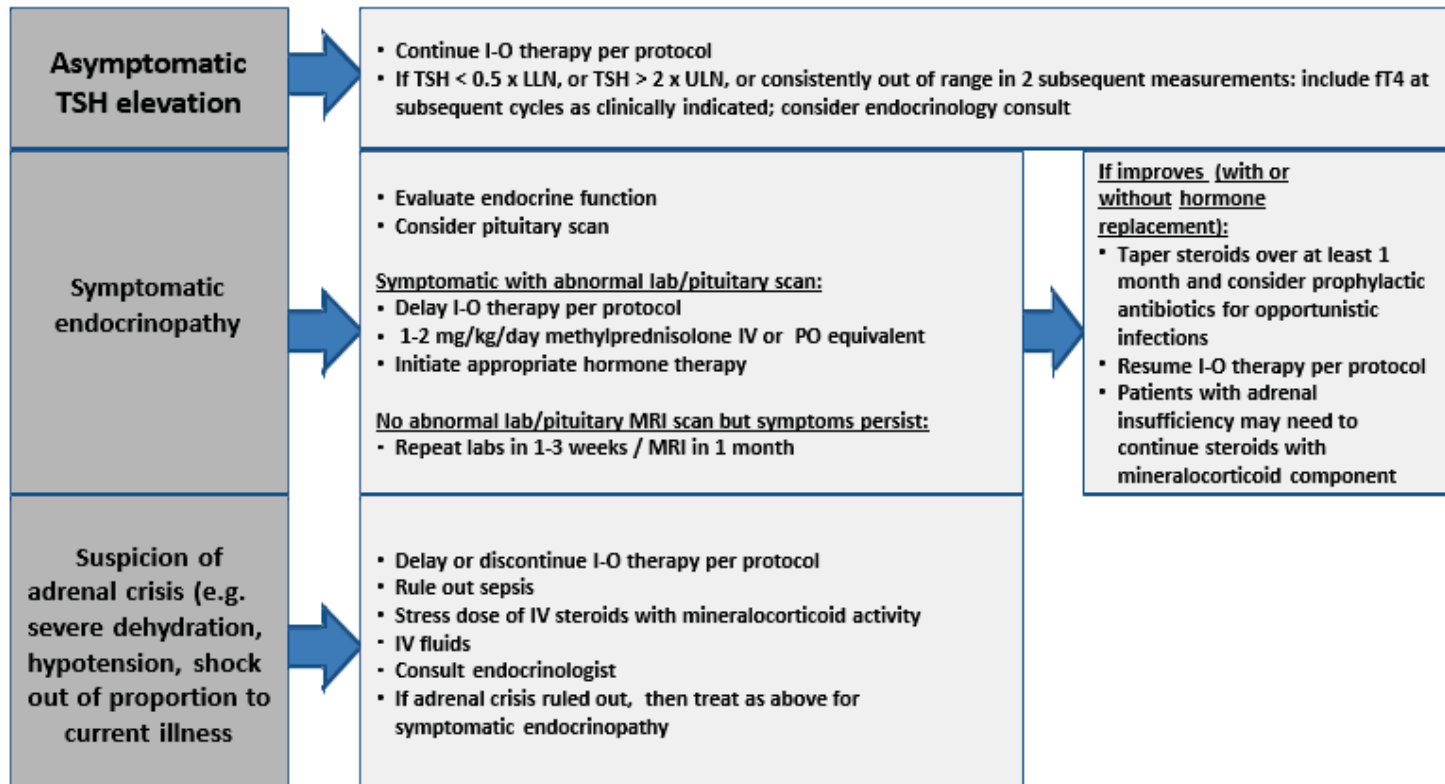 Asymptomatic
TSH elevation
• Continue I-O therapy per protocol
• If TSH < 0.5 x LLN, or TSH > 2 x ULN, or consistently out of range in 2 subsequent measurements: include fT4 at
subsequent cycles as clinically indicated; consider endocrinology consult
Symptomatic
endocrinopathy
• Evaluate endocrine function
• Consider pituitary scan
Symptomatic with abnormal lab/pituitary scan:
• Delay I-O therapy per protocol
• 1-2 mg/kg/day methylprednisolone IV or PO equivalent
• Initiate appropriate hormone therapy
No abnormal lab/pituitary MRI scan but symptoms persist:
• Repeat labs in 1-3 weeks / MRI in 1 month
If improves (with or
without hormone
replacement):
• Taper steroids over at least 1
month and consider prophylactic
antibiotics for opportunistic
infections
• Resume I-O therapy per protocol
• Patients with adrenal
insufficiency may need to
continue steroids with
mineralocorticoid component
Suspicion of
adrenal crisis (e.g.
severe dehydration,
hypotension, shock
out of proportion to
current illness
• Delay or discontinue I-O therapy per protocol
• Rule out sepsis
• Stress dose of IV steroids with mineralocorticoid activity
• IV fluids
• Consult endocrinologist
• If adrenal crisis ruled out, then treat as above for
symptomatic endocrinopathy